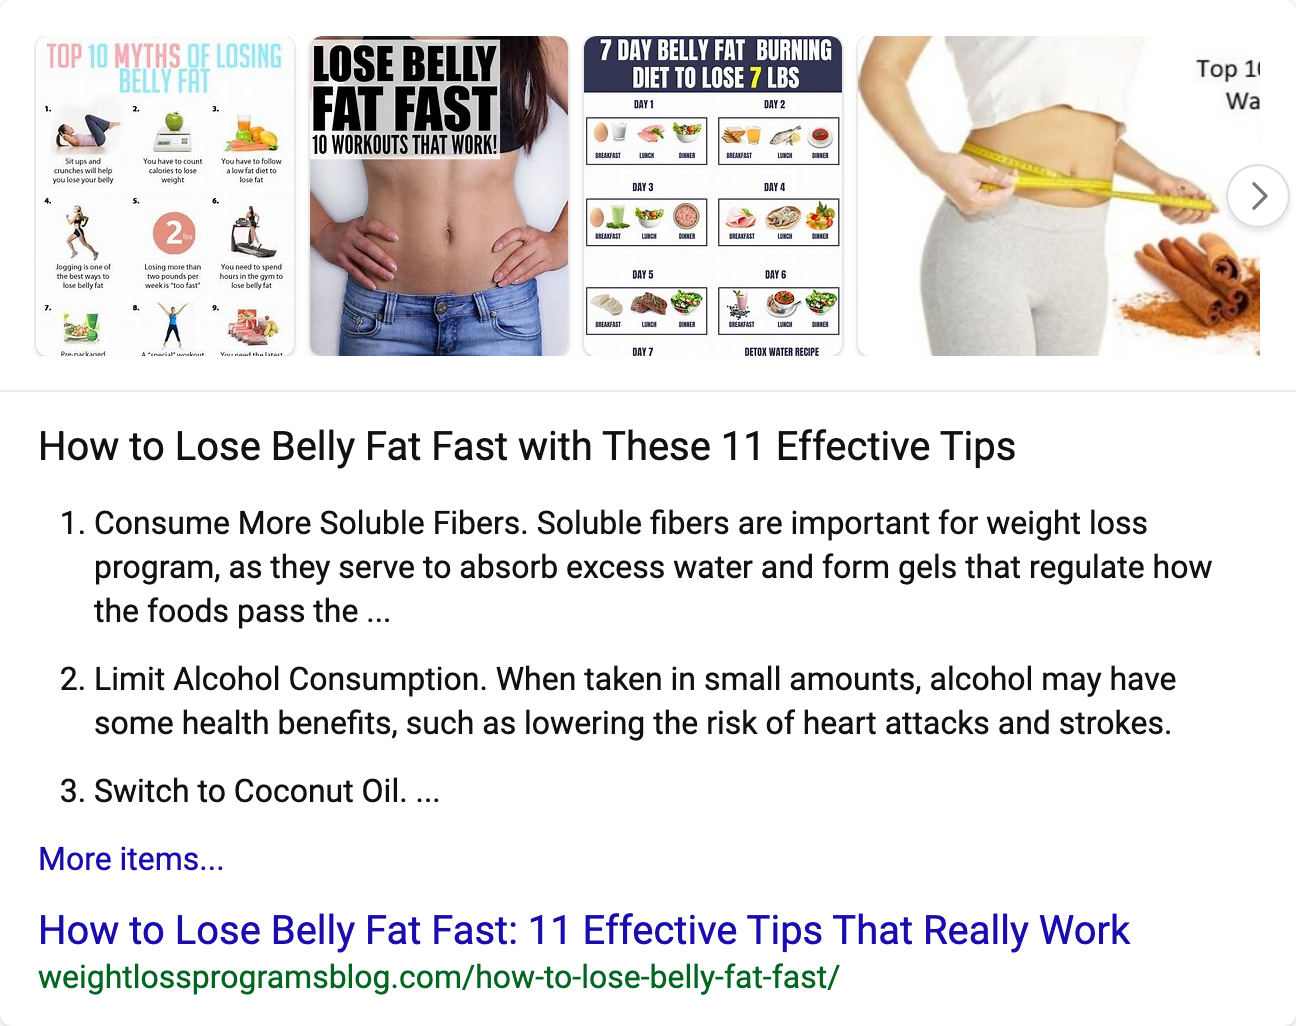 TOP 10 MYTHS OF LOSING
BELLY FAT
1.
Sit ups and
crunches will help
you lose your belly
2.
You have to count
calories to lose
weight
3.
You have to follow
a low fat diet to
lose fat
4.
Jogging is one of
the best ways to
lose belly fat
5.
2 lbs
Losing more than
two pounds per
week is "too fast"
6.
You need to spend
hours in the gym to
lose belly fat
7.
Pre-packaged
8.
A "special" workout
9.
You need the latest
LOSE BELLY
FAT FAST
10 WORKOUTS THAT WORK!
7 DAY BELLY FAT BURNING
DIET TO LOSE 7 LBS
DAY 1
BREAKFAST LUNCH DINNER
DAY 2
BREAKFAST LUNCH DINNER
DAY 3
BREAKFAST LUNCH DINNER
DAY 4
BREAKFAST LUNCH DINNER
DAY 5
BREAKFAST LUNCH DINNER
DAY 6
BREAKFAST LUNCH DINNER
DAY 7
DETOX WATER RECIPE
Top 1
Wa
How to Lose Belly Fat Fast with These 11 Effective Tips
1. Consume More Soluble Fibers. Soluble fibers are important for weight loss
program, as they serve to absorb excess water and form gels that regulate how
the foods pass the ...
2. Limit Alcohol Consumption. When taken in small amounts, alcohol may have
some health benefits, such as lowering the risk of heart attacks and strokes.
3. Switch to Coconut Oil. ...
More items...
How to Lose Belly Fat Fast: 11 Effective Tips That Really Work
weightlossprogramsblog.com/how-to-lose-belly-fat-fast/